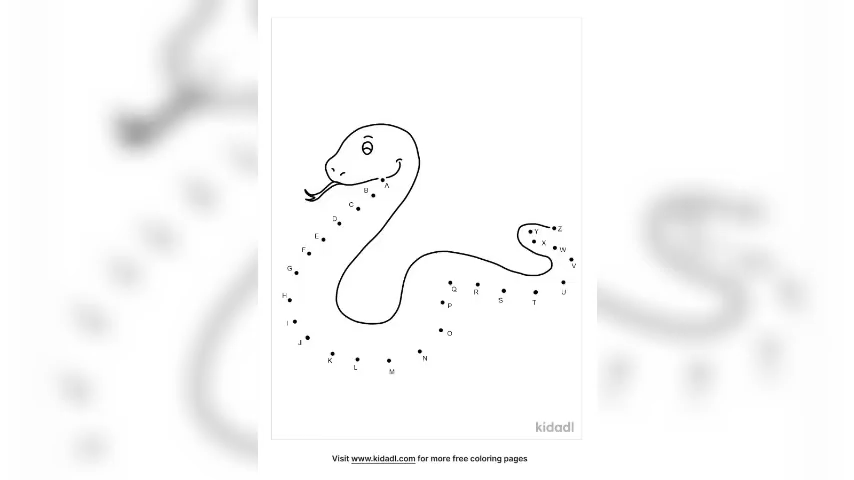 A
B
C
D
E
F
G
H
I
J
K
L
M
N
O
P
Q
R
S
T
U
V
W
X
Y
Z
kidadl
Visit www.kidadl.com for more free coloring pages